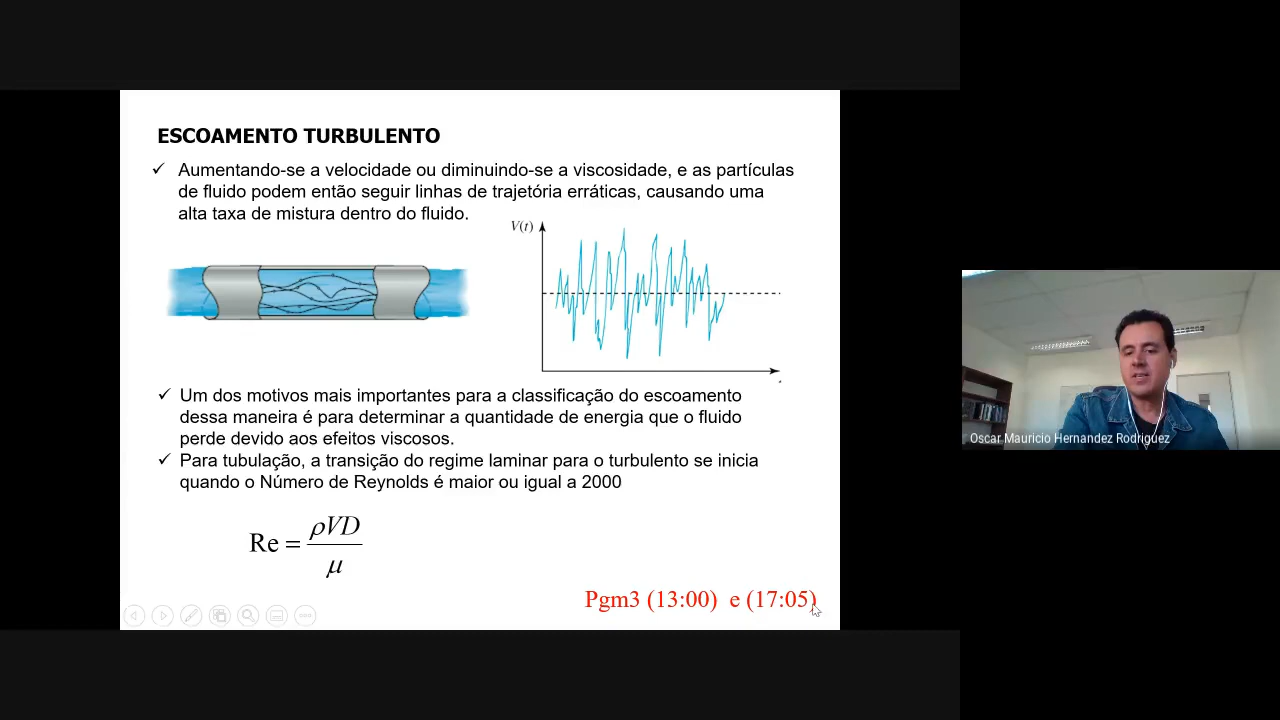 ESCOAMENTO TURBULENTO
✓ Aumentando-se a velocidade ou diminuindo-se a viscosidade, e as partículas
de fluido podem então seguir linhas de trajetória erráticas, causando uma
alta taxa de mistura dentro do fluido.
V(t)
✓ Um dos motivos mais importantes para a classificação do escoamento
dessa maneira é para determinar a quantidade de energia que o fluido
perde devido aos efeitos viscosos.
✓ Para tubulação, a transição do regime laminar para o turbulento se inicia
quando o Número de Reynolds é maior ou igual a 2000
Re = ρVD / μ
Pgm3 (13:00) e (17:05)
Oscar Mauricio Hernandez Rodriguez